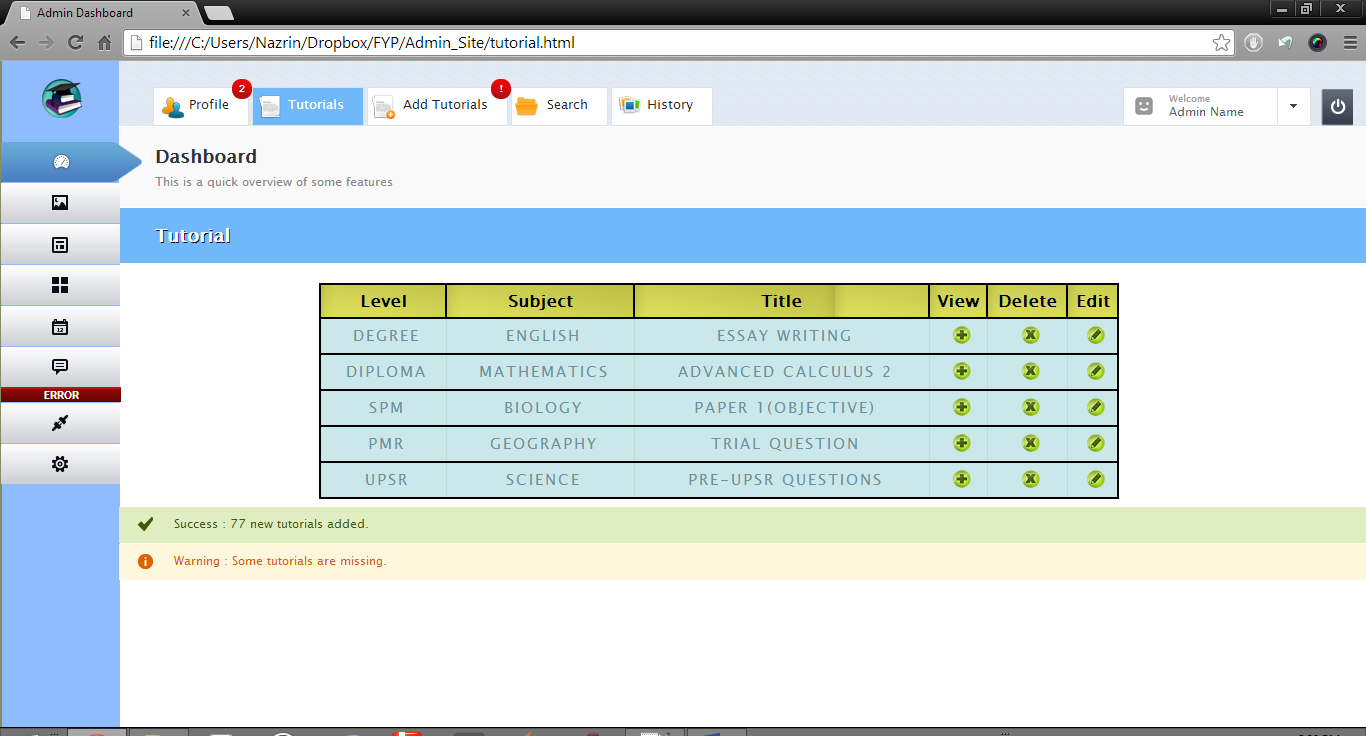 Admin Dashboard
file:///C:/Users/Nazrin/Dropbox/FYP/Admin_Site/tutorial.html
Profile 2 Tutorials Add Tutorials ! Search History
Welcome
Admin Name
Dashboard
This is a quick overview of some features
Tutorial
Level Subject Title View Delete Edit
DEGREE ENGLISH ESSAY WRITING
DIPLOMA MATHEMATICS ADVANCED CALCULUS 2
SPM BIOLOGY PAPER 1(OBJECTIVE)
PMR GEOGRAPHY TRIAL QUESTION
UPSR SCIENCE PRE-UPSR QUESTIONS
12
ERROR
Success : 77 new tutorials added.
Warning : Some tutorials are missing.